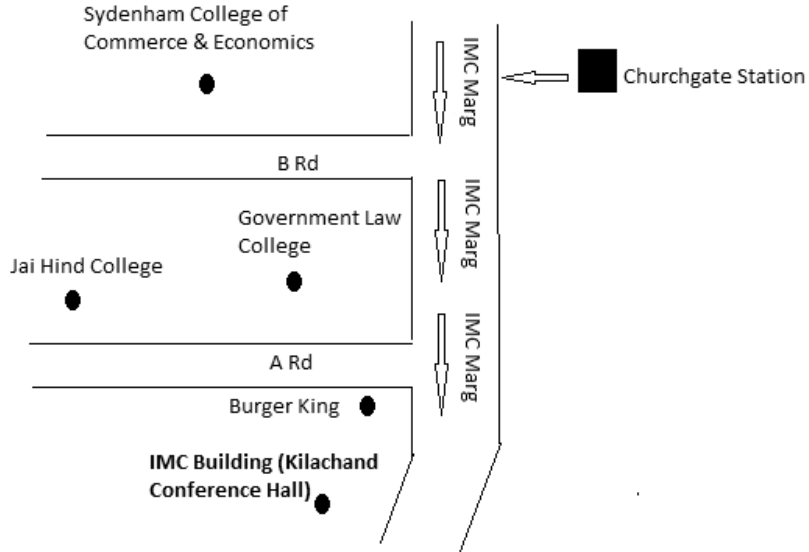 Sydenham College of
Commerce & Economics
IMC Marg
Churchgate Station
B Rd
IMC Marg
Government Law
College
Jai Hind College
IMC Marg
A Rd
Burger King
IMC Building (Kilachand
Conference Hall)